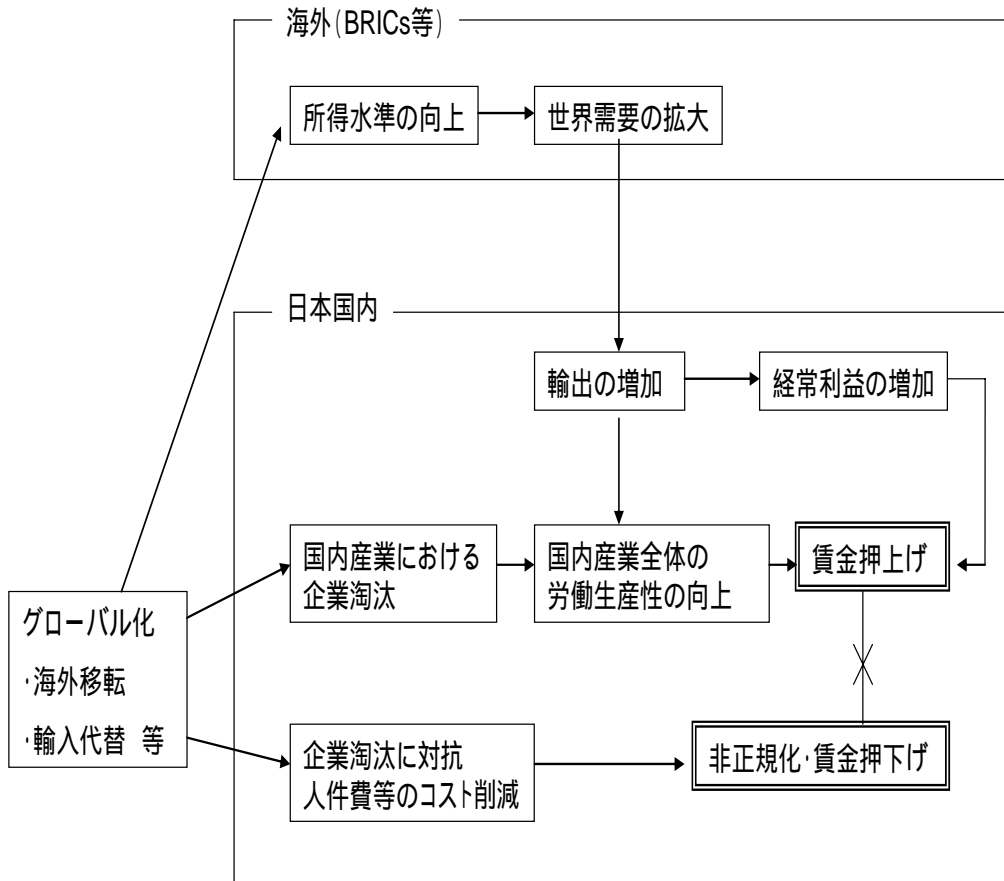 海外(BRICs等)
所得水準の向上
世界需要の拡大
日本国内
輸出の増加
経常利益の増加
国内産業における
企業淘汰
国内産業全体の
労働生産性の向上
賃金押上げ
グローバル化
・海外移転
・輸入代替 等
企業淘汰に対抗
人件費等のコスト削減
非正規化・賃金押下げ